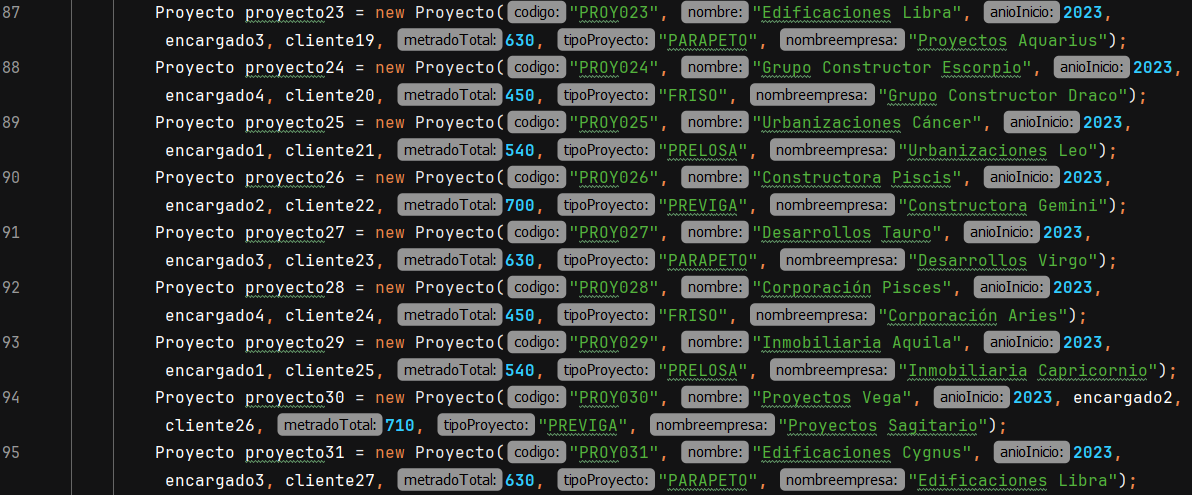 87 Proyecto proyecto23 = new Proyecto( codigo: "PROY023", nombre: "Edificaciones Libra", anioInicio: 2023,
encargado3, cliente19, metradoTotal: 630, tipoProyecto: "PARAPETO", nombreempresa: "Proyectos Aquarius");
88 Proyecto proyecto24 = new Proyecto( codigo: "PROY024", nombre: "Grupo Constructor Escorpio", anioInicio: 2023,
encargado4, cliente20, metradoTotal: 450, tipoProyecto: "FRISO", nombreempresa: "Grupo Constructor Draco");
89 Proyecto proyecto25 = new Proyecto( codigo: "PROY025", nombre: "Urbanizaciones Cáncer", anioInicio: 2023,
encargado1, cliente21, metradoTotal: 540, tipoProyecto: "PRELOSA", nombreempresa: "Urbanizaciones Leo");
90 Proyecto proyecto26 = new Proyecto( codigo: "PROY026", nombre: "Constructora Piscis", anioInicio: 2023,
encargado2, cliente22, metradoTotal: 700, tipoProyecto: "PREVIGA", nombreempresa: "Constructora Gemini");
91 Proyecto proyecto27 = new Proyecto( codigo: "PROY027", nombre: "Desarrollos Tauro", anioInicio: 2023,
encargado3, cliente23, metradoTotal: 630, tipoProyecto: "PARAPETO", nombreempresa: "Desarrollos Virgo");
92 Proyecto proyecto28 = new Proyecto( codigo: "PROY028", nombre: "Corporación Pisces", anioInicio: 2023,
encargado4, cliente24, metradoTotal: 450, tipoProyecto: "FRISO", nombreempresa: "Corporación Aries");
93 Proyecto proyecto29 = new Proyecto( codigo: "PROY029", nombre: "Inmobiliaria Aquila", anioInicio: 2023,
encargado1, cliente25, metradoTotal: 540, tipoProyecto: "PRELOSA", nombreempresa: "Inmobiliaria Capricornio");
94 Proyecto proyecto30 = new Proyecto( codigo: "PROY030", nombre: "Proyectos Vega", anioInicio: 2023, encargado2,
cliente26, metradoTotal: 710, tipoProyecto: "PREVIGA", nombreempresa: "Proyectos Sagitario");
95 Proyecto proyecto31 = new Proyecto( codigo: "PROY031", nombre: "Edificaciones Cygnus", anioInicio: 2023,
encargado3, cliente27, metradoTotal: 630, tipoProyecto: "PARAPETO", nombreempresa: "Edificaciones Libra");